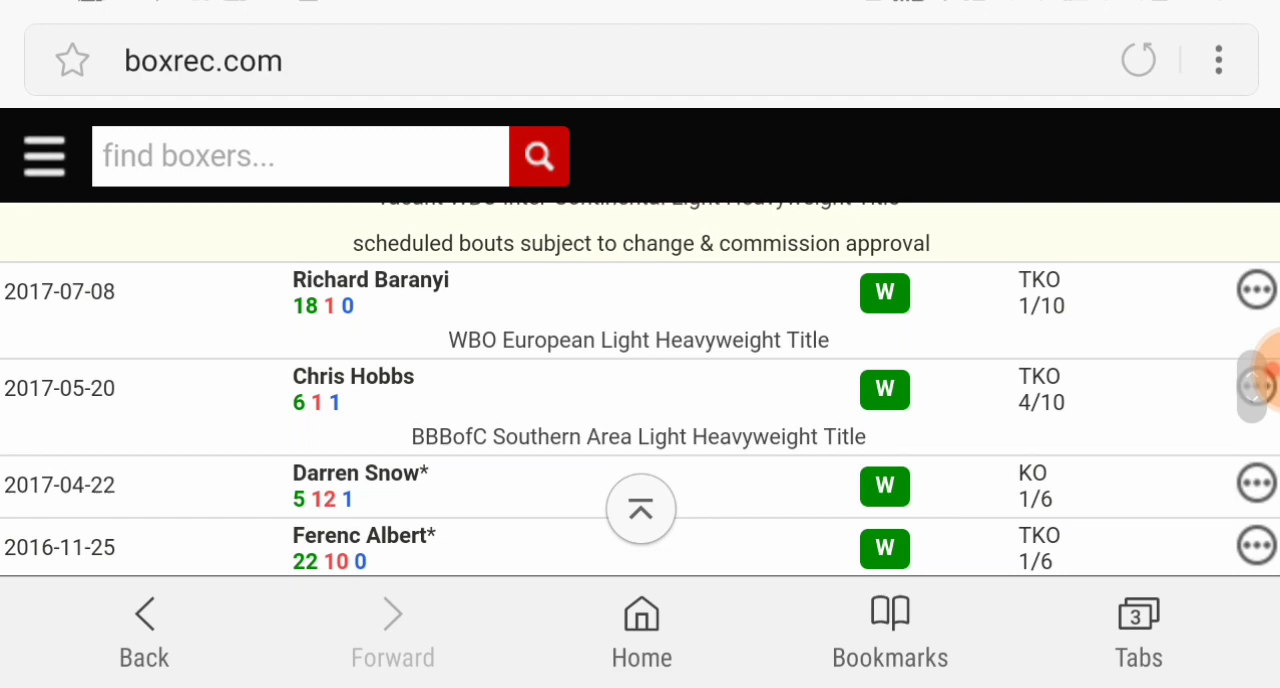 boxrec.com
find boxers...
scheduled bouts subject to change & commission approval
2017-07-08 Richard Baranyi W TKO
18 1 0 1/10
WBO European Light Heavyweight Title
2017-05-20 Chris Hobbs W TKO
6 1 1 4/10
BBBofC Southern Area Light Heavyweight Title
2017-04-22 Darren Snow* W KO
5 12 1 1/6
2016-11-25 Ferenc Albert* W TKO
22 10 0 1/6
3
Back Forward Home Bookmarks Tabs